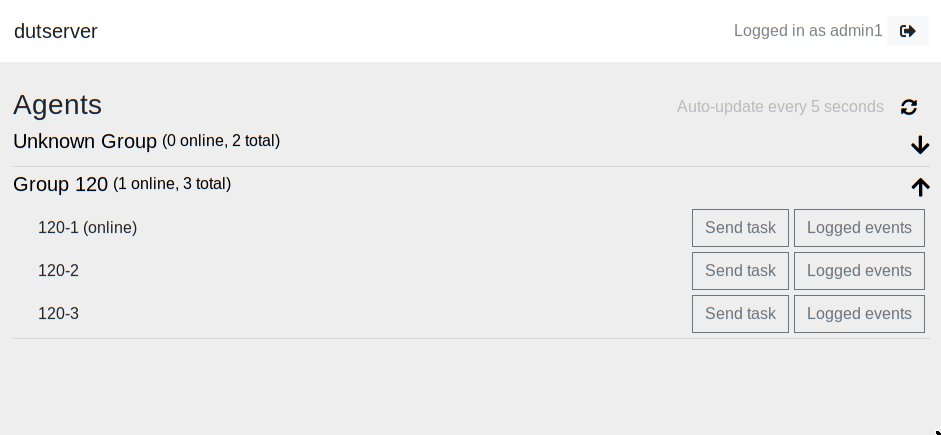 dutserver Logged in as admin1
Agents Auto-update every 5 seconds
Unknown Group (0 online, 2 total)
Group 120 (1 online, 3 total)
120-1 (online) Send task Logged events
120-2 Send task Logged events
120-3 Send task Logged events